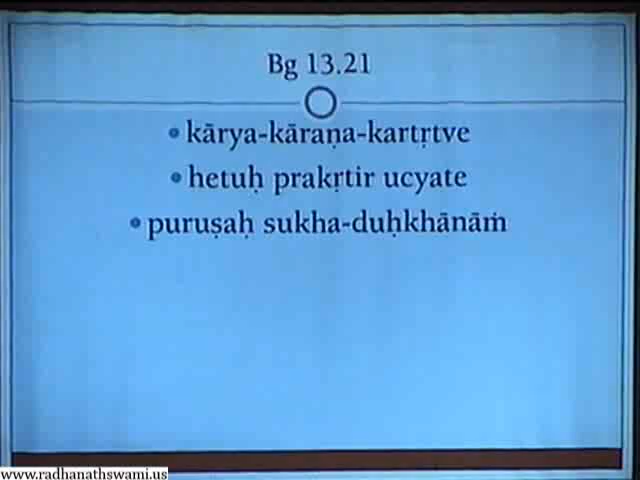 Bg 13.21
• kārya-kāraṇa-kartṛtve
• hetuḥ prakṛtir ucyate
• puruṣaḥ sukha-duḥkhānāṁ
www.radhanathswami.us